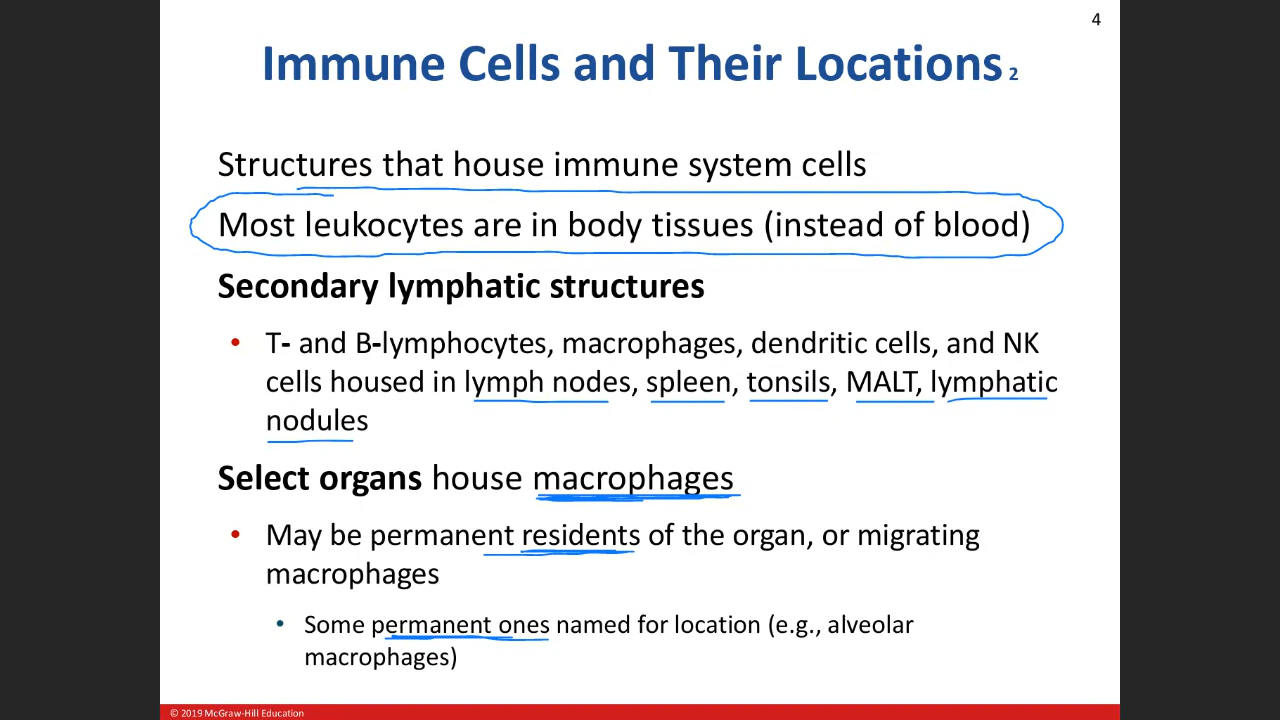 4
Immune Cells and Their Locations 2
Structures that house immune system cells
Most leukocytes are in body tissues (instead of blood)
Secondary lymphatic structures
• T- and B-lymphocytes, macrophages, dendritic cells, and NK
cells housed in lymph nodes, spleen, tonsils, MALT, lymphatic
nodules
Select organs house macrophages
• May be permanent residents of the organ, or migrating
macrophages
• Some permanent ones named for location (e.g., alveolar
macrophages)
© 2019 McGraw-Hill Education